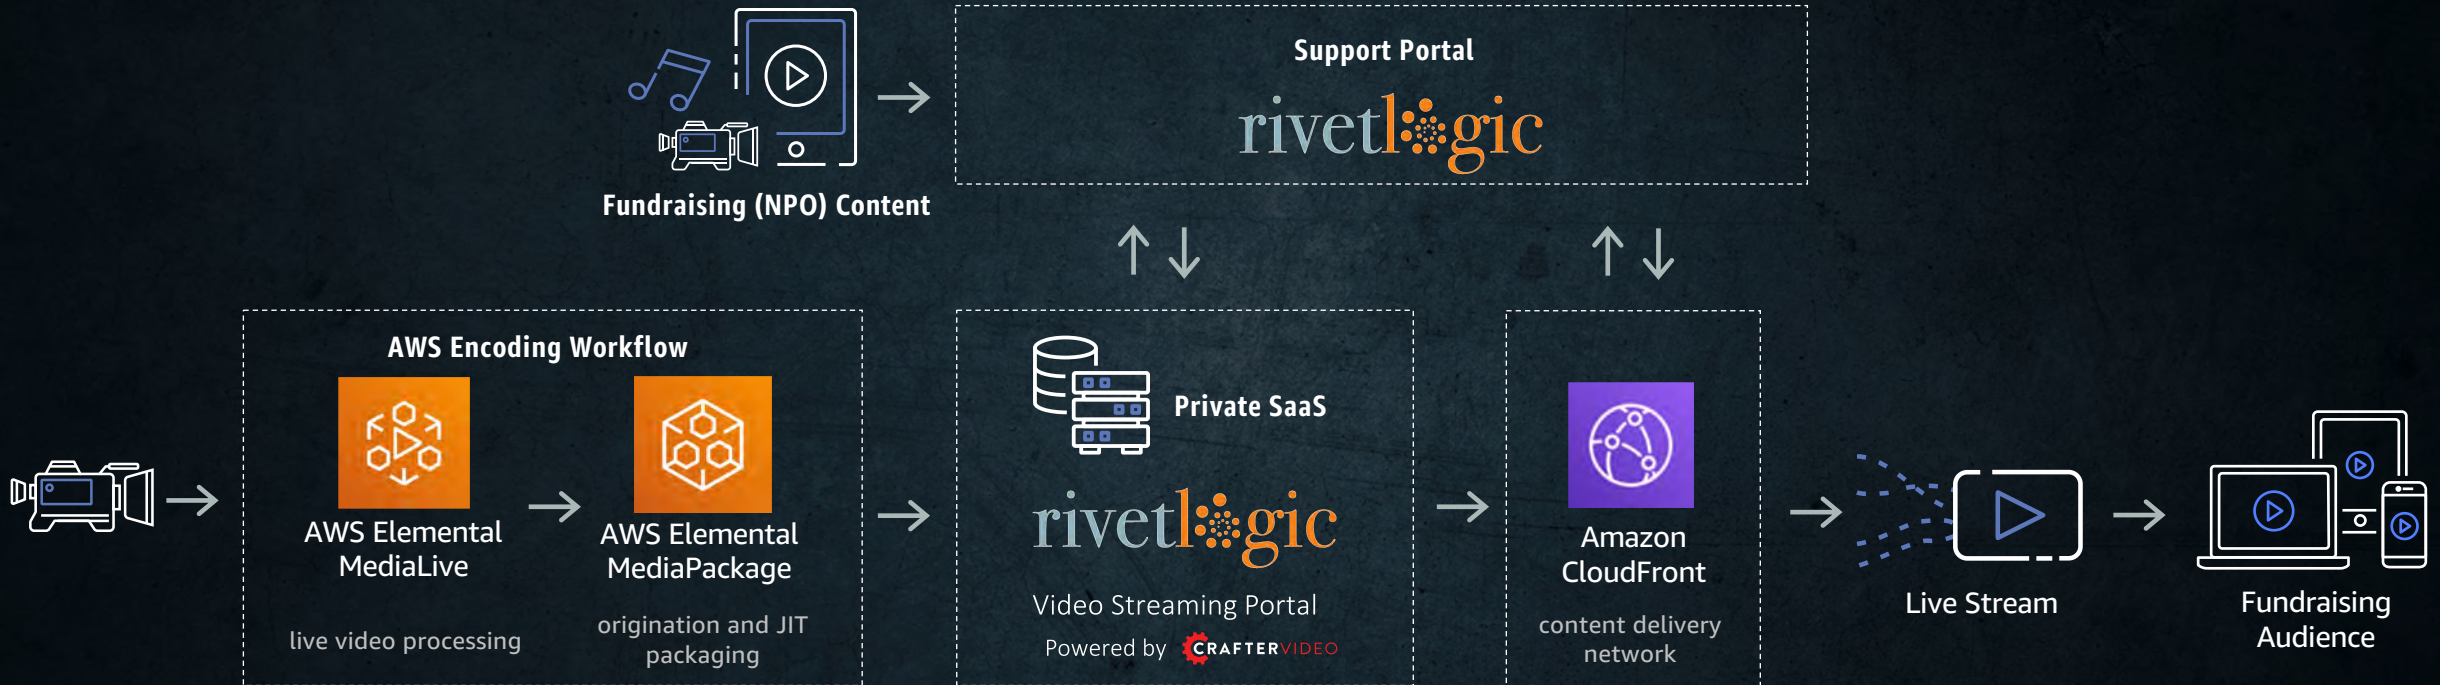 Support Portal
rivetlogic
Fundraising (NPO) Content
AWS Encoding Workflow
AWS Elemental
MediaLive
live video processing
AWS Elemental
MediaPackage
origination and JIT
packaging
Private SaaS
rivetlogic
Video Streaming Portal
Powered by CRAFTERVIDEO
Amazon
CloudFront
content delivery
network
Live Stream
Fundraising
Audience